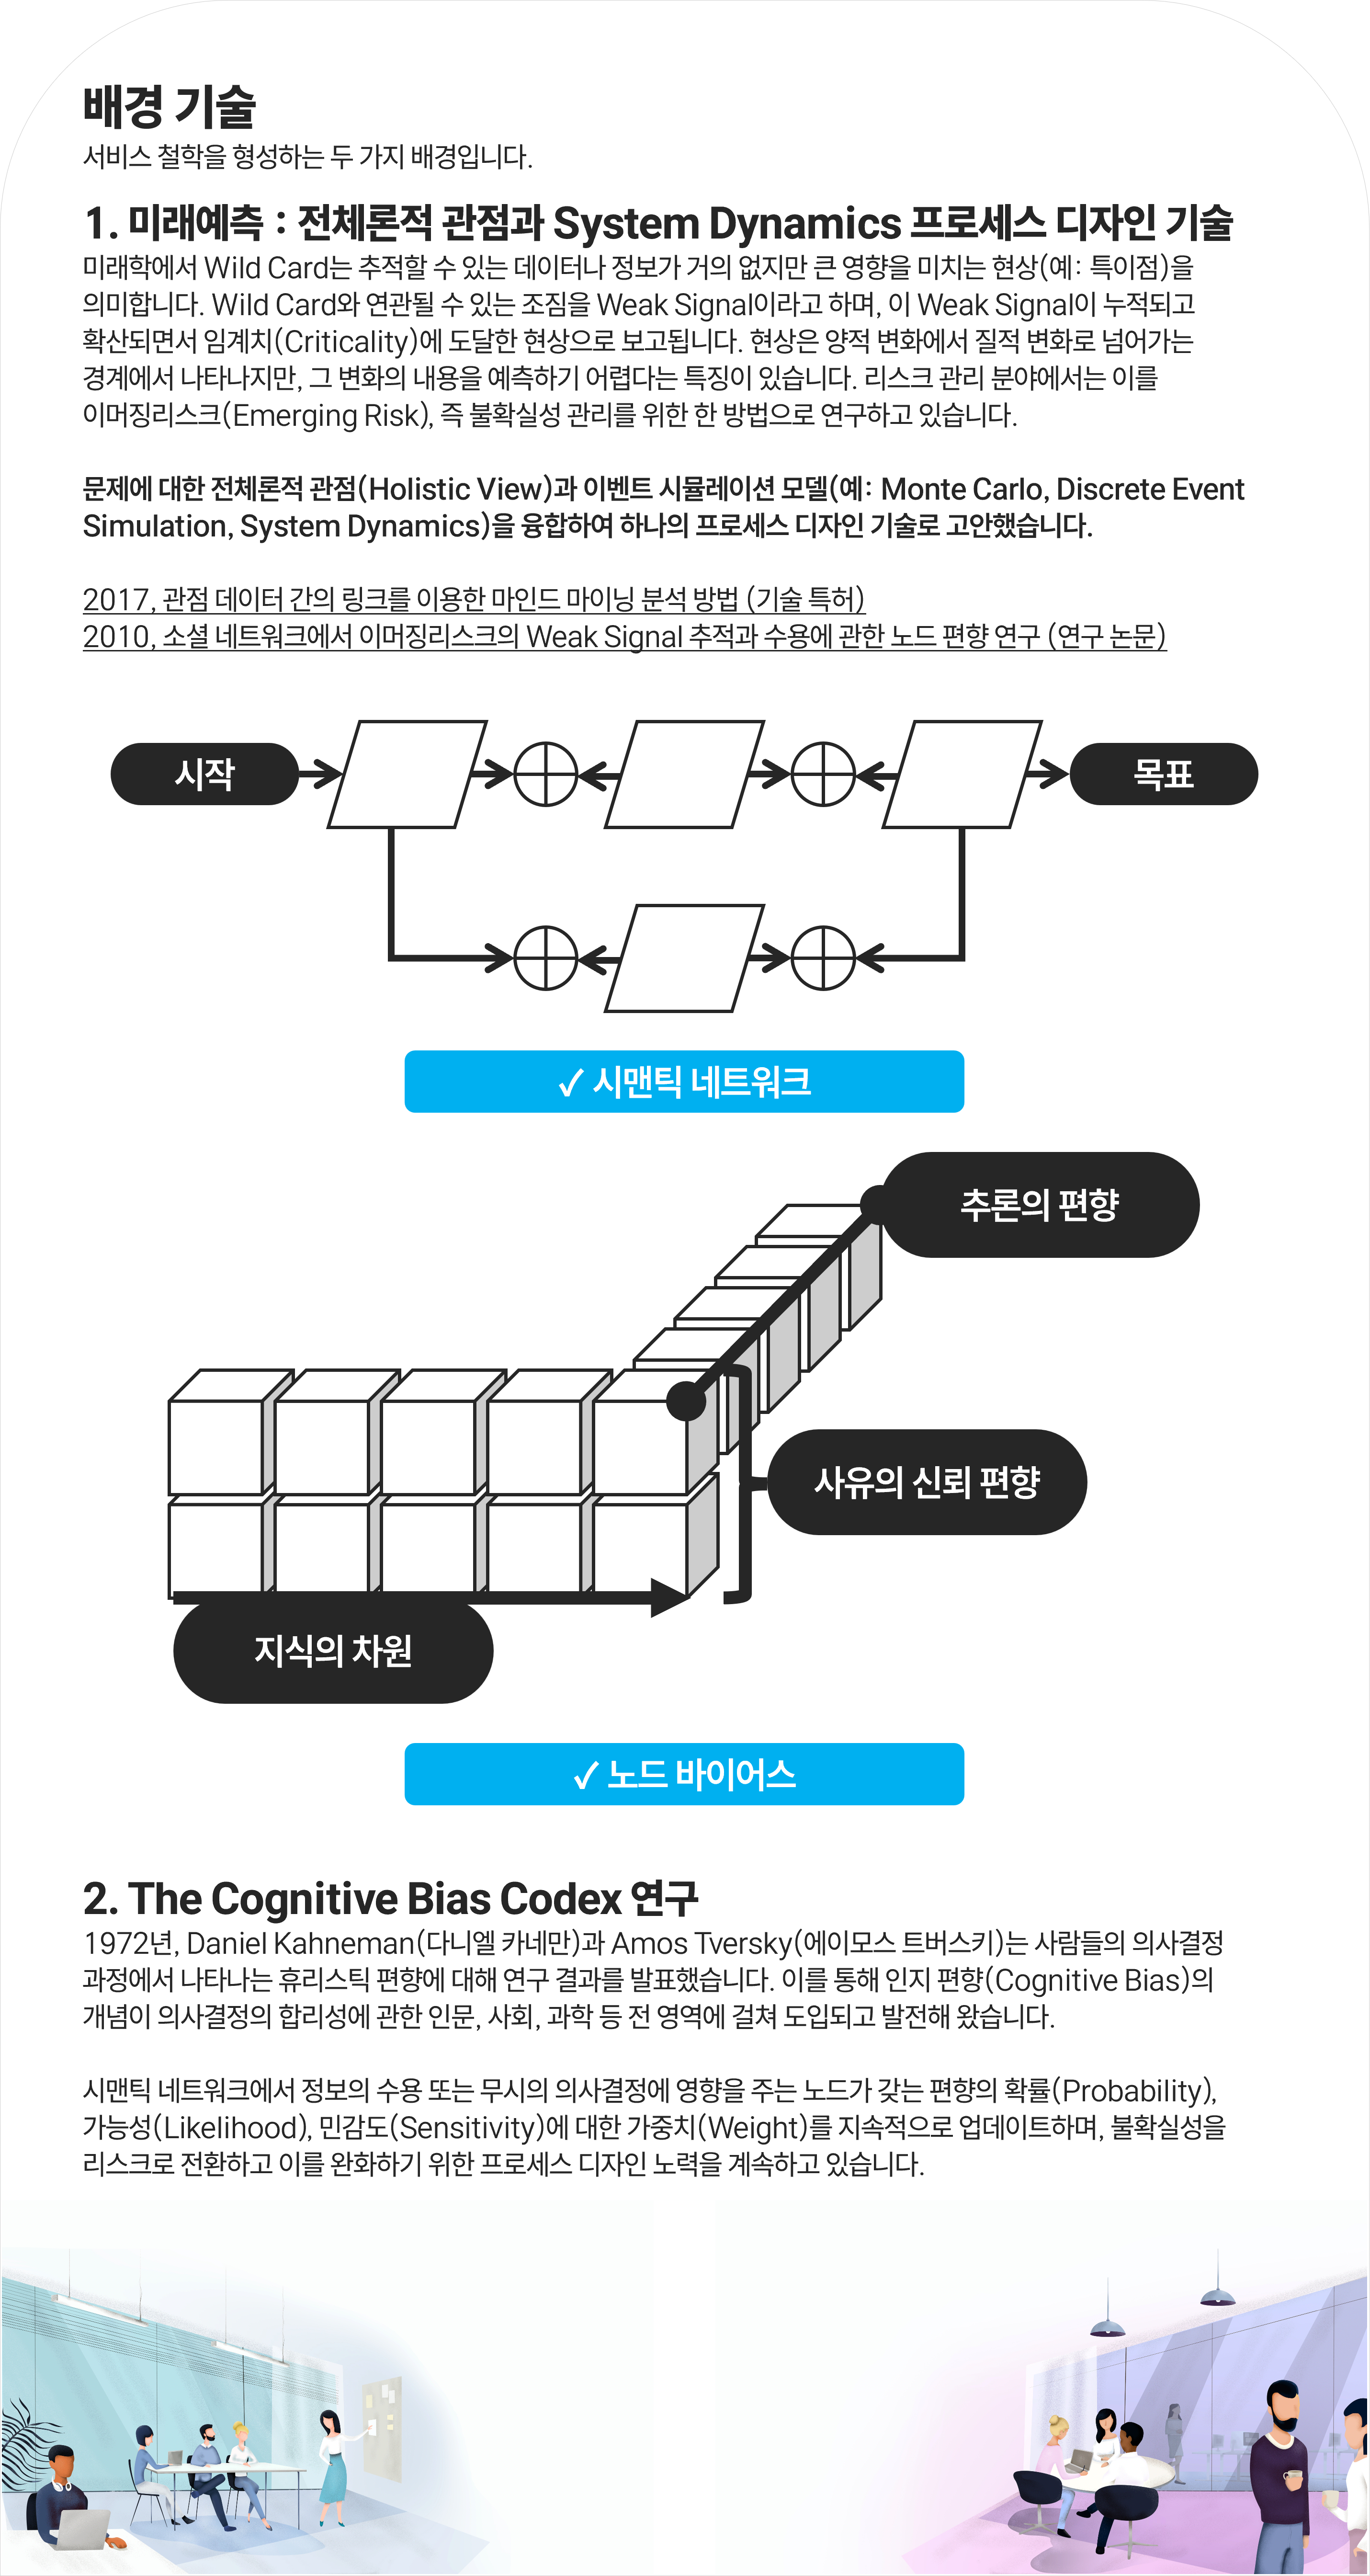 배경 기술
서비스 철학을 형성하는 두 가지 배경입니다.
1. 미래예측 : 전체론적 관점과 System Dynamics 프로세스 디자인 기술
미래학에서 Wild Card는 추적할 수 있는 데이터나 정보가 거의 없지만 큰 영향을 미치는 현상(예: 특이점)을
의미합니다. Wild Card와 연관될 수 있는 조짐을 Weak Signal이라고 하며, 이 Weak Signal이 누적되고
확산되면서 임계치(Criticality)에 도달한 현상으로 보고됩니다. 현상은 양적 변화에서 질적 변화로 넘어가는
경계에서 나타나지만, 그 변화의 내용을 예측하기 어렵다는 특징이 있습니다. 리스크 관리 분야에서는 이를
이머징리스크(Emerging Risk), 즉 불확실성 관리를 위한 한 방법으로 연구하고 있습니다.
문제에 대한 전체론적 관점(Holistic View)과 이벤트 시뮬레이션 모델(예: Monte Carlo, Discrete Event
Simulation, System Dynamics)을 융합하여 하나의 프로세스 디자인 기술로 고안했습니다.
2017, 관점 데이터 간의 링크를 이용한 마인드 마이닝 분석 방법 (기술 특허)
2010, 소셜 네트워크에서 이머징리스크의 Weak Signal 추적과 수용에 관한 노드 편향 연구 (연구 논문)
시작
목표
✓ 시맨틱 네트워크
추론의 편향
사유의 신뢰 편향
지식의 차원
✓ 노드 바이어스
2. The Cognitive Bias Codex 연구
1972년, Daniel Kahneman(다니엘 카네만)과 Amos Tversky(에이모스 트버스키)는 사람들의 의사결정
과정에서 나타나는 휴리스틱 편향에 대해 연구 결과를 발표했습니다. 이를 통해 인지 편향(Cognitive Bias)의
개념이 의사결정의 합리성에 관한 인문, 사회, 과학 등 전 영역에 걸쳐 도입되고 발전해 왔습니다.
시맨틱 네트워크에서 정보의 수용 또는 무시의 의사결정에 영향을 주는 노드가 갖는 편향의 확률(Probability),
가능성(Likelihood), 민감도(Sensitivity)에 대한 가중치(Weight)를 지속적으로 업데이트하며, 불확실성을
리스크로 전환하고 이를 완화하기 위한 프로세스 디자인 노력을 계속하고 있습니다.